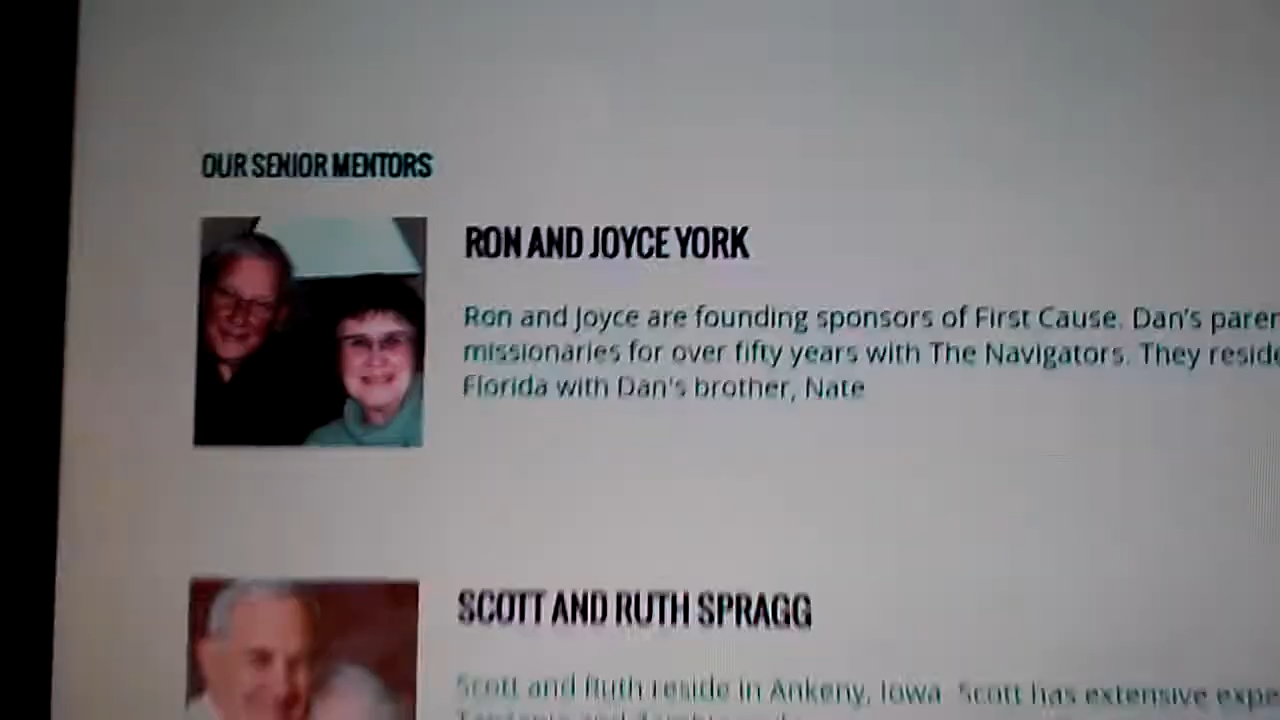 OUR SENIOR MENTORS
RON AND JOYCE YORK
Ron and Joyce are founding sponsors of First Cause. Dan's paren
missionaries for over fifty years with The Navigators. They reside
Florida with Dan's brother, Nate
SCOTT AND RUTH SPRAGG
Scott and Ruth reside in Ankeny, Iowa Scott has extensive expe